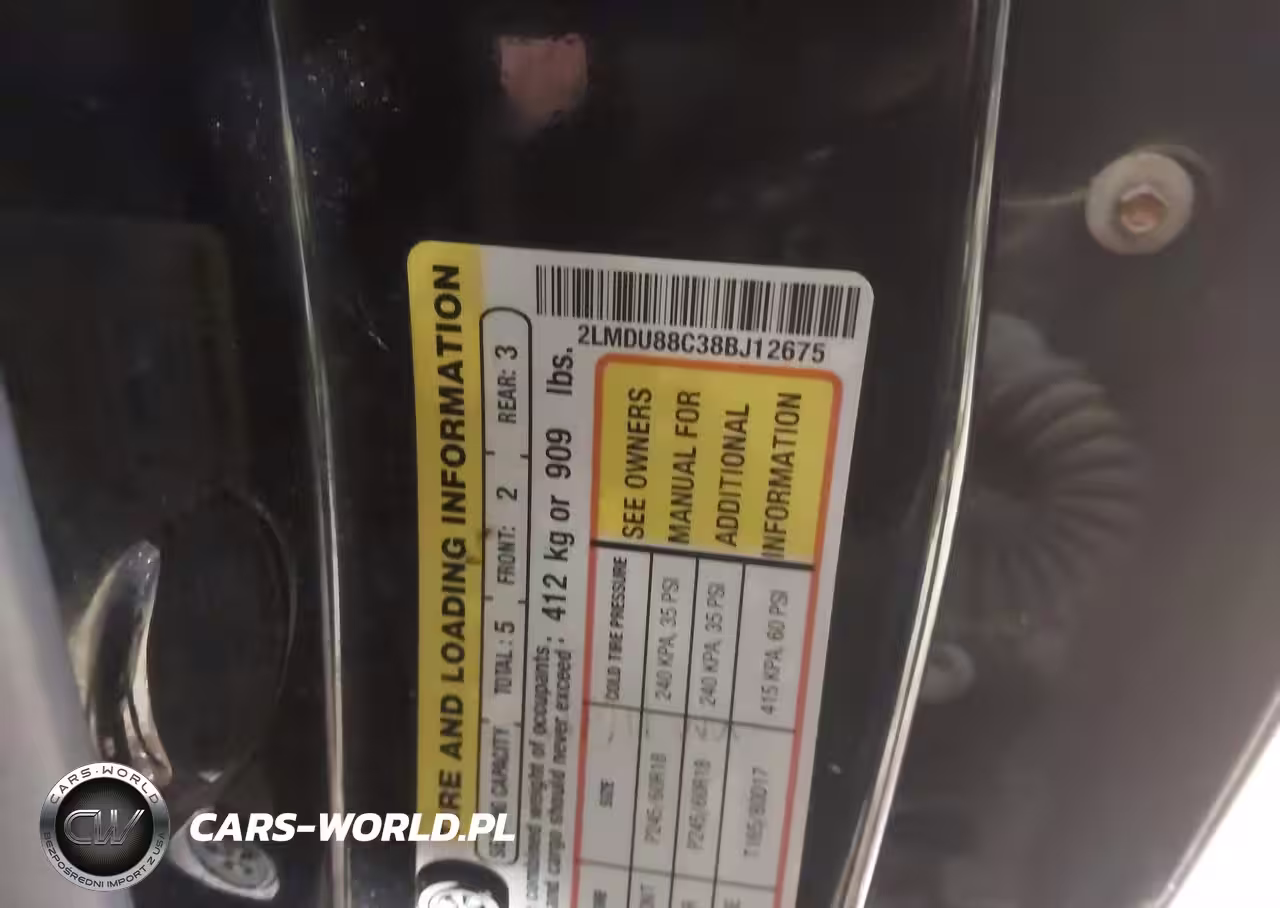 RE AND LOADING INFORMATION
CAPACITY TOTAL : 5 FRONT: 2 REAR: 3
combined weight of occupants
and cargo should never exceed : 412 kg or 909 lbs.
2LMDU88C38BJ12675
SIZE COLD TIRE PRESSURE
P245/60R18 240 KPA, 35 PSI
P245/60R18 240 KPA, 35 PSI
T165/80D17 415 KPA, 60 PSI
SEE OWNERS
MANUAL FOR
ADDITIONAL
INFORMATION
CARS-WORLD
CW
BEZPOŚREDNI IMPORT Z USA
CARS-WORLD.PL